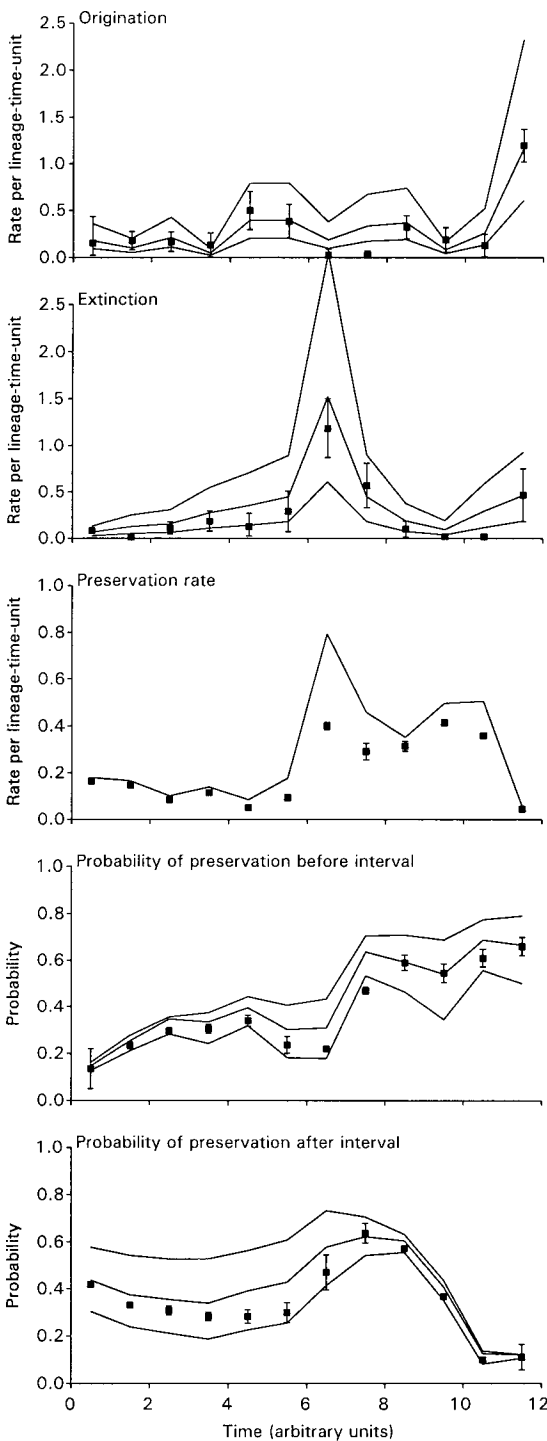 Origination
2.5
2.0
1.5
1.0
0.5
0.0
Rate per lineage-time-unit
Extinction
2.5
2.0
1.5
1.0
0.5
0.0
Rate per lineage-time-unit
Preservation rate
1.0
0.8
0.6
0.4
0.2
0.0
Rate per lineage-time-unit
Probability of preservation before interval
1.0
0.8
0.6
0.4
0.2
0.0
Probability
Probability of preservation after interval
1.0
0.8
0.6
0.4
0.2
0.0
Probability
0 2 4 6 8 10 12
Time (arbitrary units)